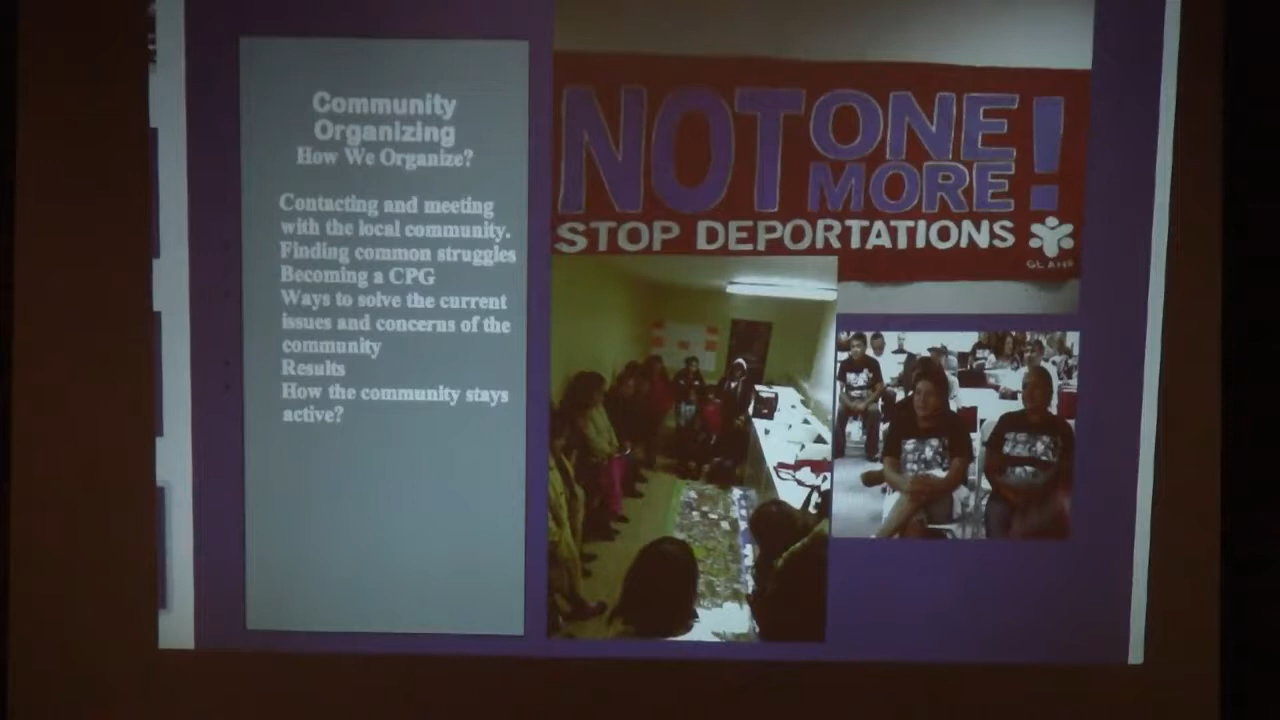 Community
Organizing
How We Organize?
Contacting and meeting
with the local community.
Finding common struggles
Becoming a CPG
Ways to solve the current
issues and concerns of the
community
Results
How the community stays
active?
NOT ONE
MORE!
STOP DEPORTATIONS
GLAHR